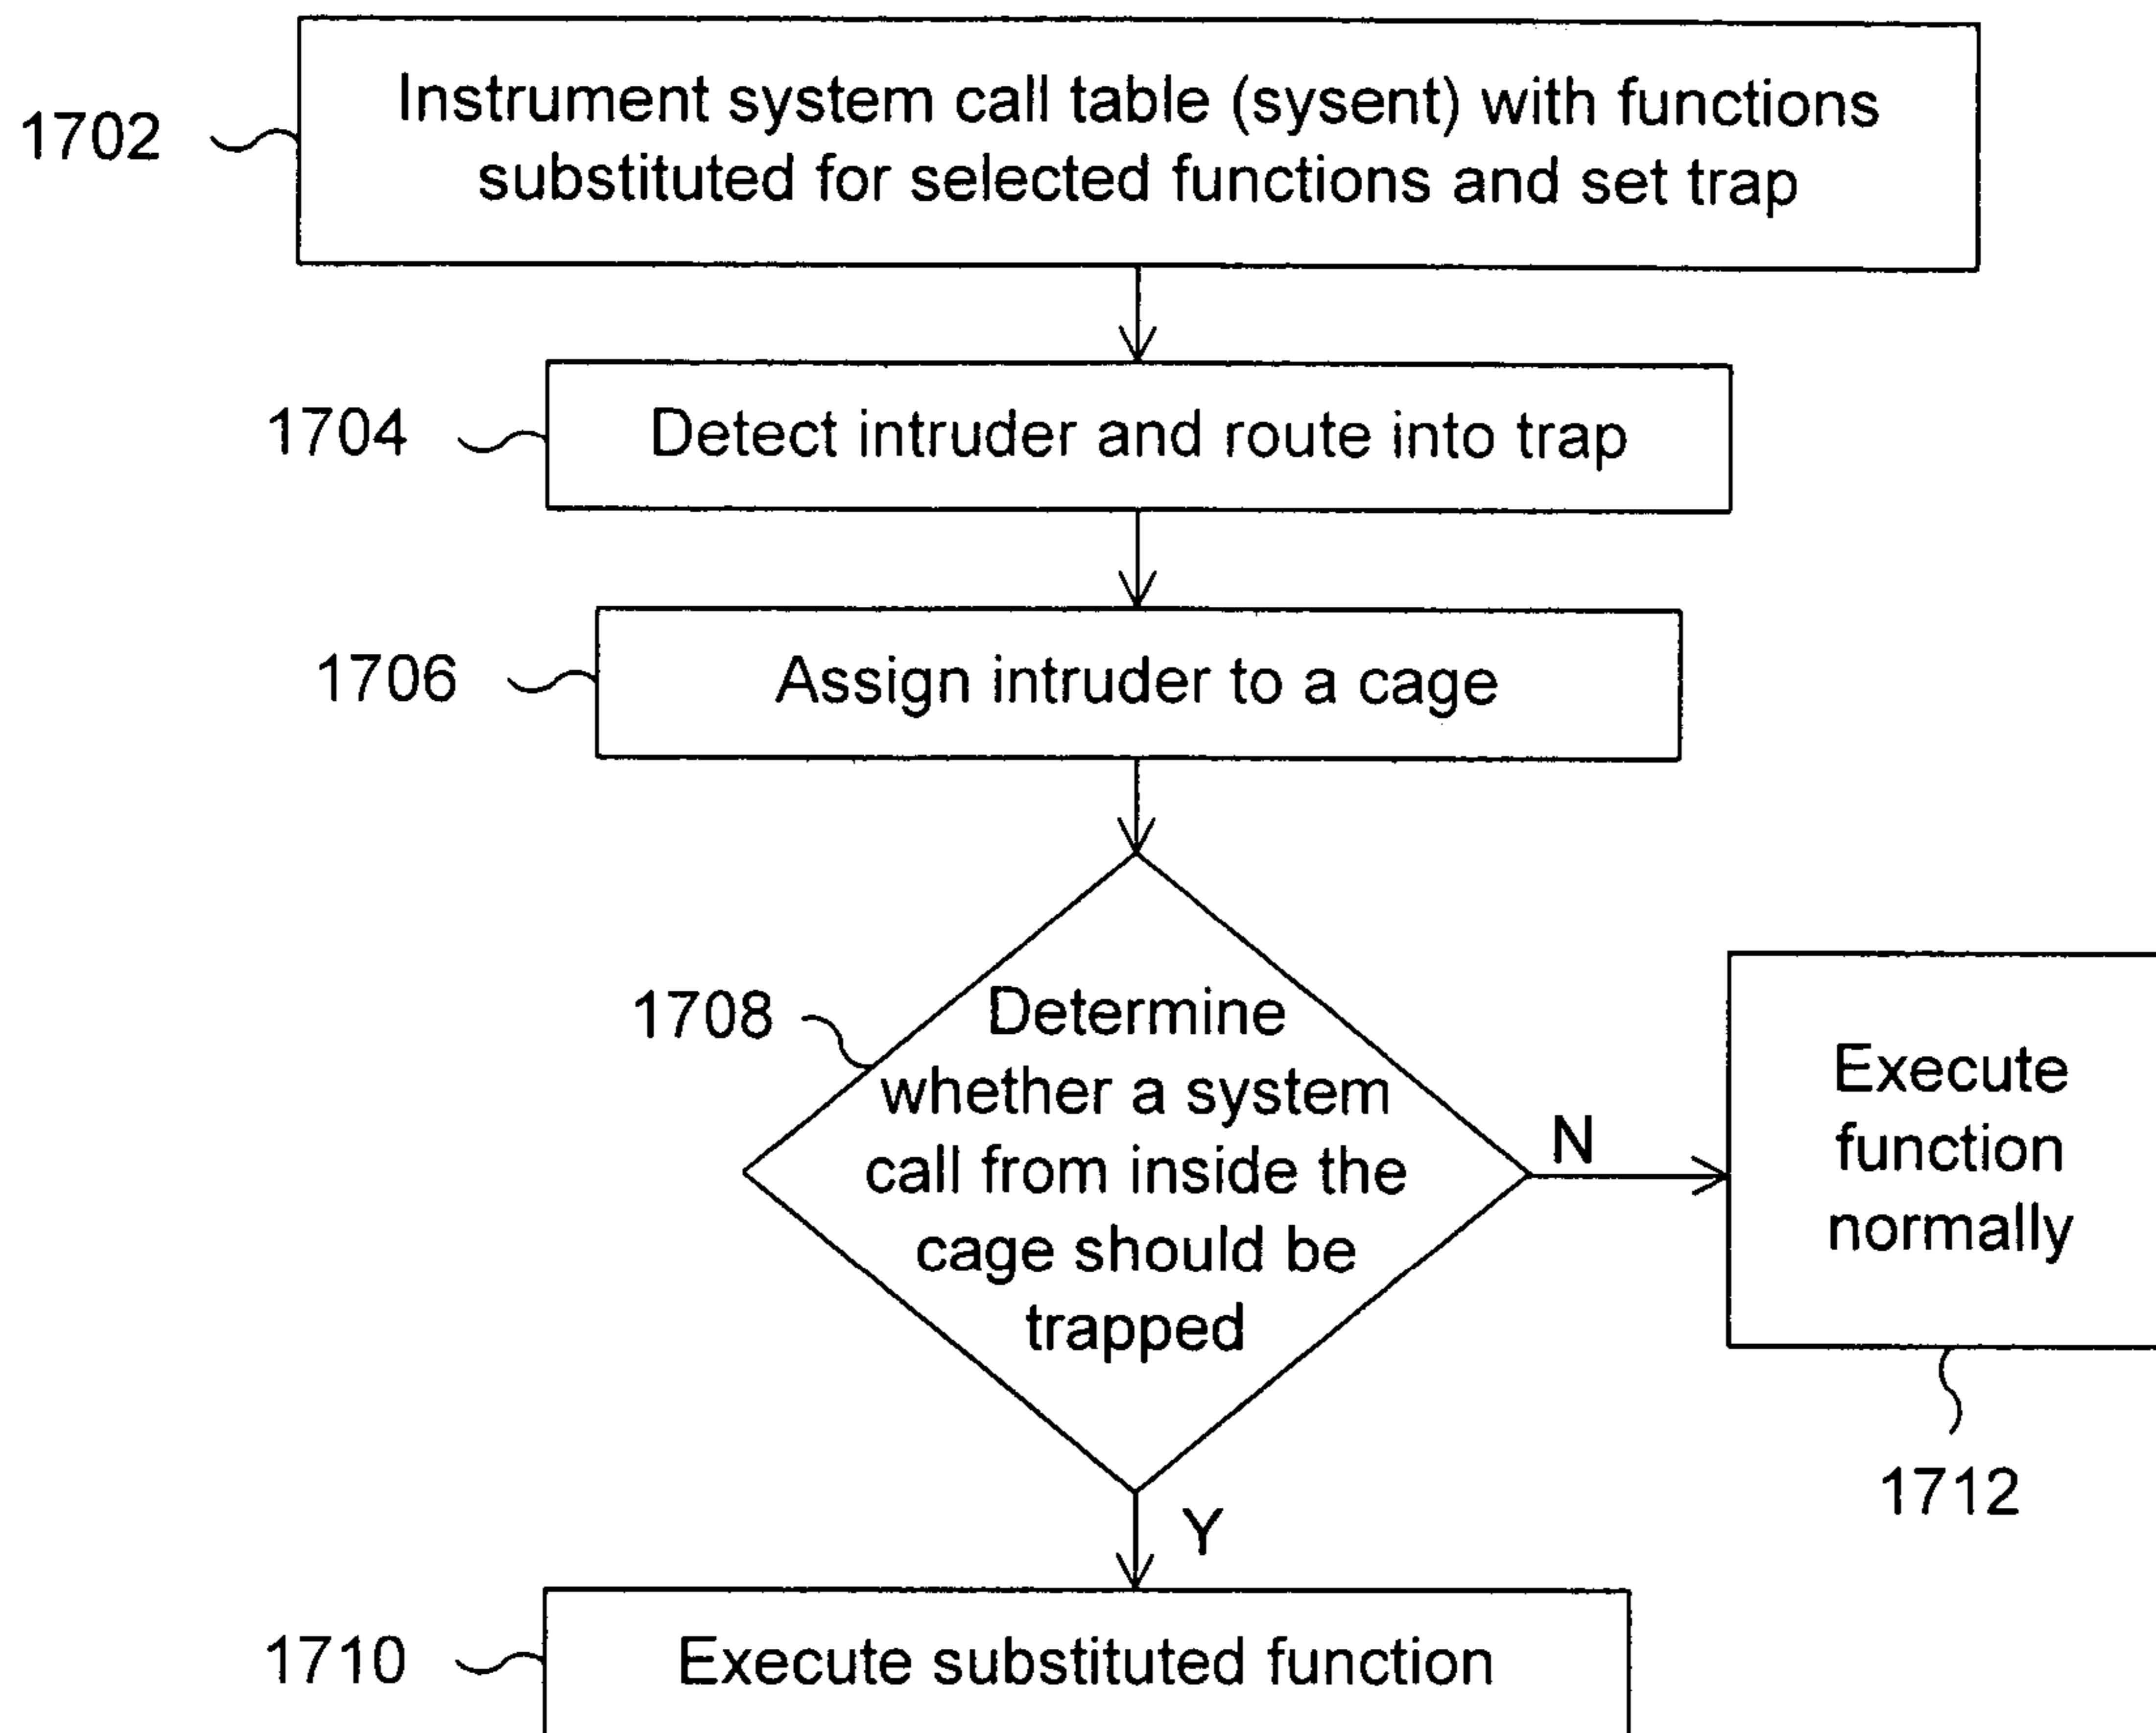 1702
Instrument system call table (sysent) with functions
substituted for selected functions and set trap
1704
Detect intruder and route into trap
1706
Assign intruder to a cage
1708
Determine
whether a system
call from inside the
cage should be
trapped
N
Execute
function
normally
1712
Y
1710
Execute substituted function